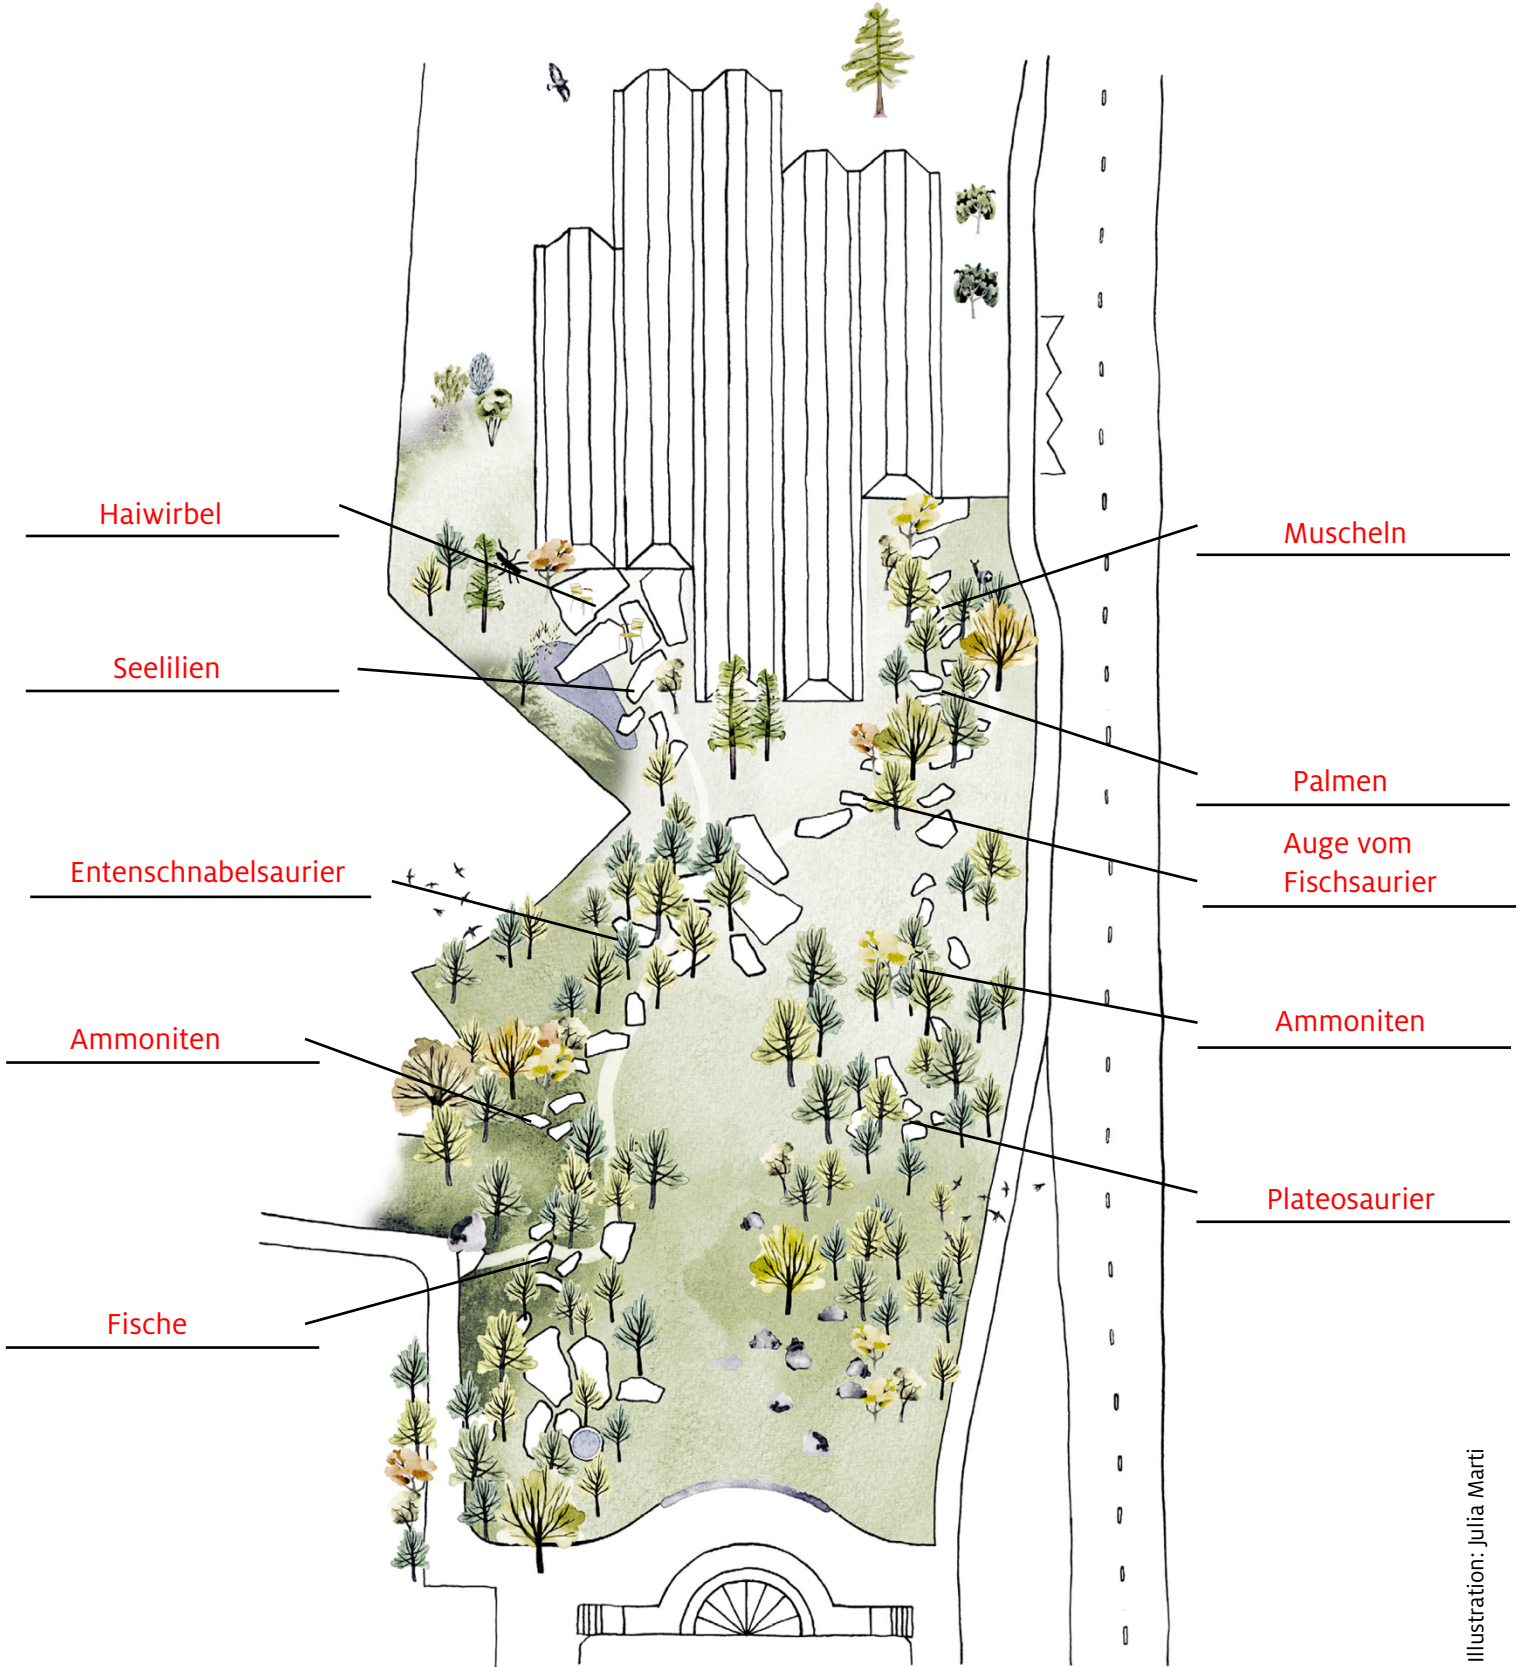 Haiwirbel
Seelilien
Entenschnabelsaurier
Ammoniten
Fische
Muscheln
Palmen
Auge vom
Fischsaurier
Ammoniten
Plateosaurier
Illustration: Julia Marti